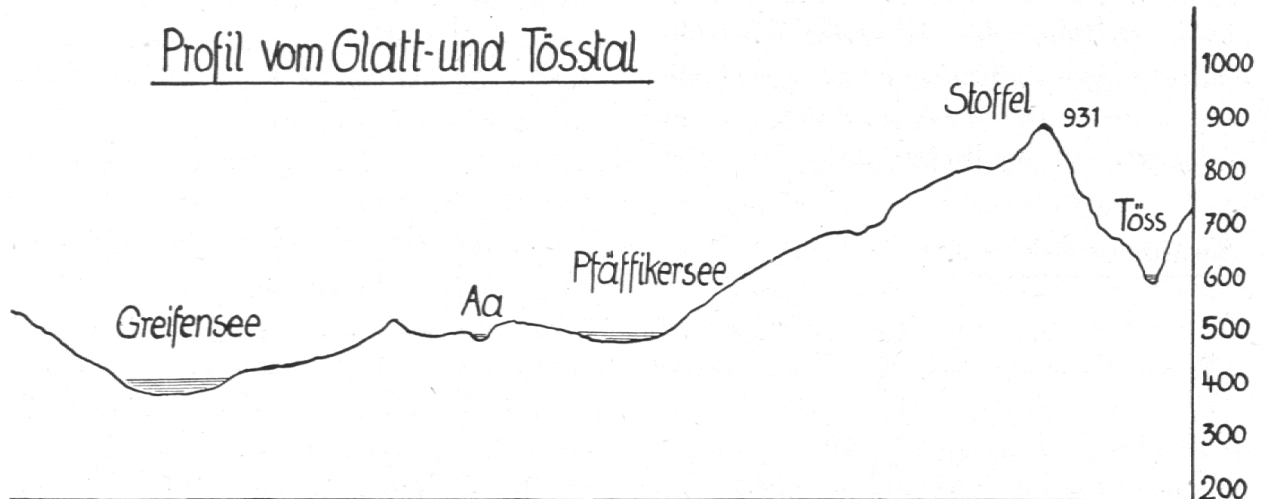 Profil vom Glatt-und Tösstal
Stoffel
931
Töss
Pfäffikersee
Aa
Greifensee
1000
900
800
700
600
500
400
300
200